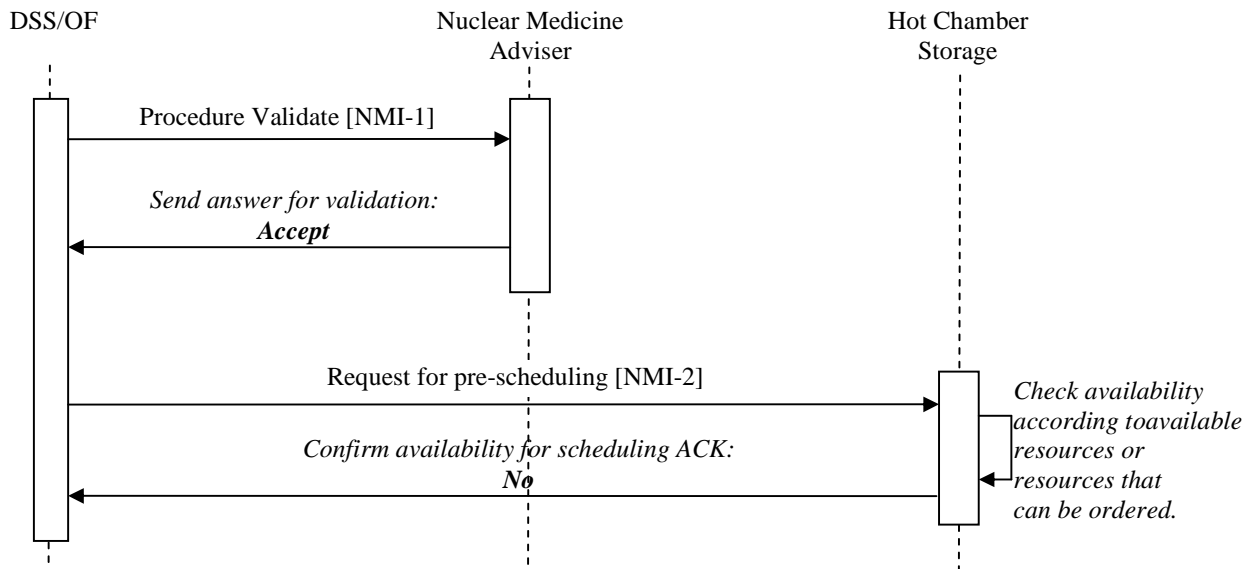 DSS/OF
Nuclear Medicine
Adviser
Hot Chamber
Storage
Procedure Validate [NMI-1]
Send answer for validation:
Accept
Request for pre-scheduling [NMI-2]
Confirm availability for scheduling ACK:
No
Check availability
according toavailable
resources or
resources that
can be ordered.